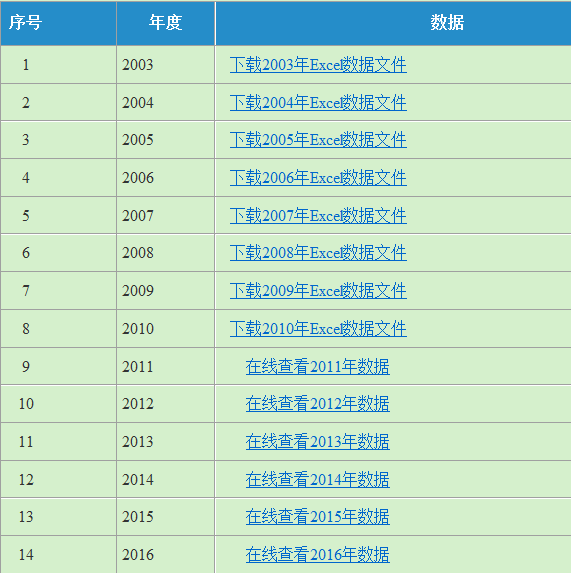 序号 年度 数据
1 2003 下载2003年Excel数据文件
2 2004 下载2004年Excel数据文件
3 2005 下载2005年Excel数据文件
4 2006 下载2006年Excel数据文件
5 2007 下载2007年Excel数据文件
6 2008 下载2008年Excel数据文件
7 2009 下载2009年Excel数据文件
8 2010 下载2010年Excel数据文件
9 2011 在线查看2011年数据
10 2012 在线查看2012年数据
11 2013 在线查看2013年数据
12 2014 在线查看2014年数据
13 2015 在线查看2015年数据
14 2016 在线查看2016年数据